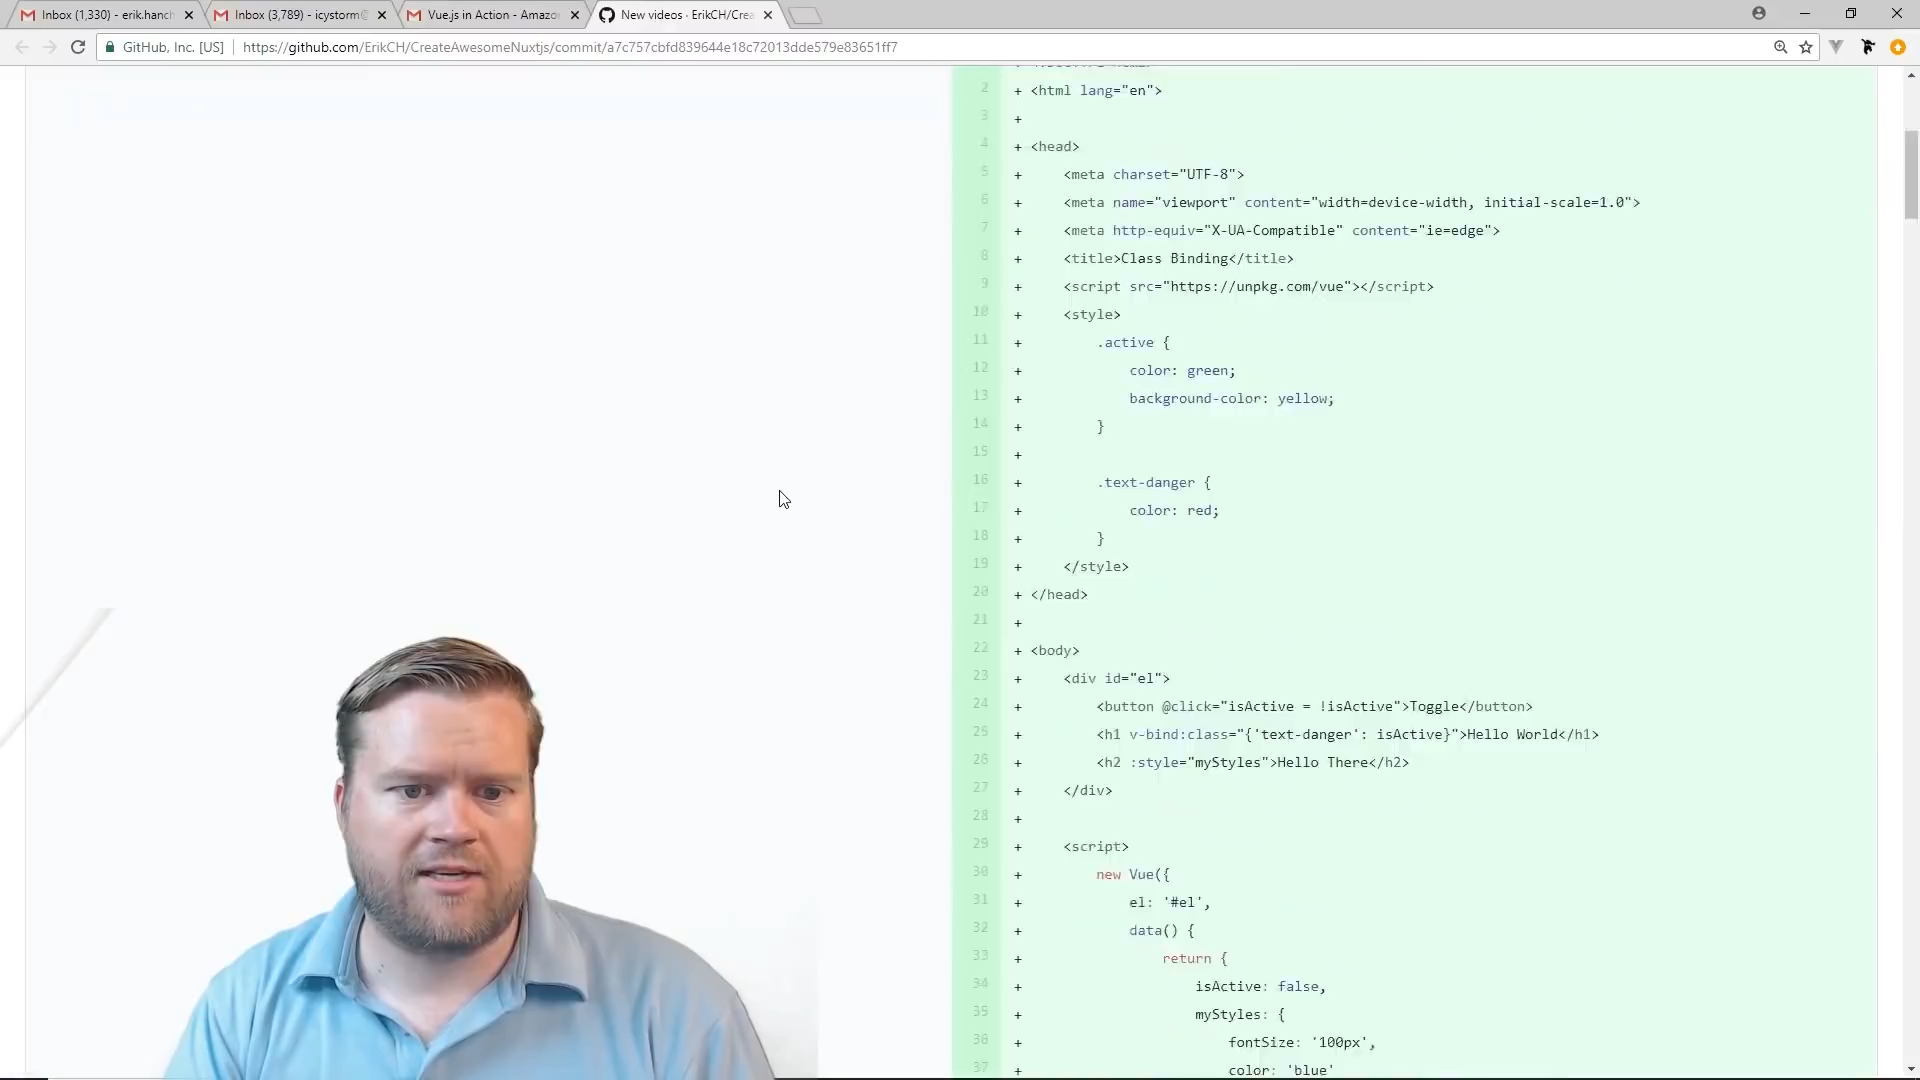 Inbox (1,330) - erik.hanch
Inbox (3,789) - icystorm@
Vue.js in Action - Amazo
New videos · ErikCH/Crea
GitHub, Inc. [US]
https://github.com/ErikCH/CreateAwesomeNuxtjs/commit/a7c757cbfd839644e18c72013dde579e83651ff7
2 + <html lang="en">
3 +
4 + <head>
5 + <meta charset="UTF-8">
6 + <meta name="viewport" content="width=device-width, initial-scale=1.0">
7 + <meta http-equiv="X-UA-Compatible" content="ie=edge">
8 + <title>Class Binding</title>
9 + <script src="https://unpkg.com/vue"></script>
10 + <style>
11 + .active {
12 + color: green;
13 + background-color: yellow;
14 + }
15 +
16 + .text-danger {
17 + color: red;
18 + }
19 + </style>
20 + </head>
21 +
22 + <body>
23 + <div id="el">
24 + <button @click="isActive = !isActive">Toggle</button>
25 + <h1 v-bind:class="{'text-danger': isActive}">Hello World</h1>
26 + <h2 :style="myStyles">Hello There</h2>
27 + </div>
28 +
29 + <script>
30 + new Vue({
31 + el: '#el',
32 + data() {
33 + return {
34 + isActive: false,
35 + myStyles: {
36 + fontSize: '100px',
37 + color: 'blue'